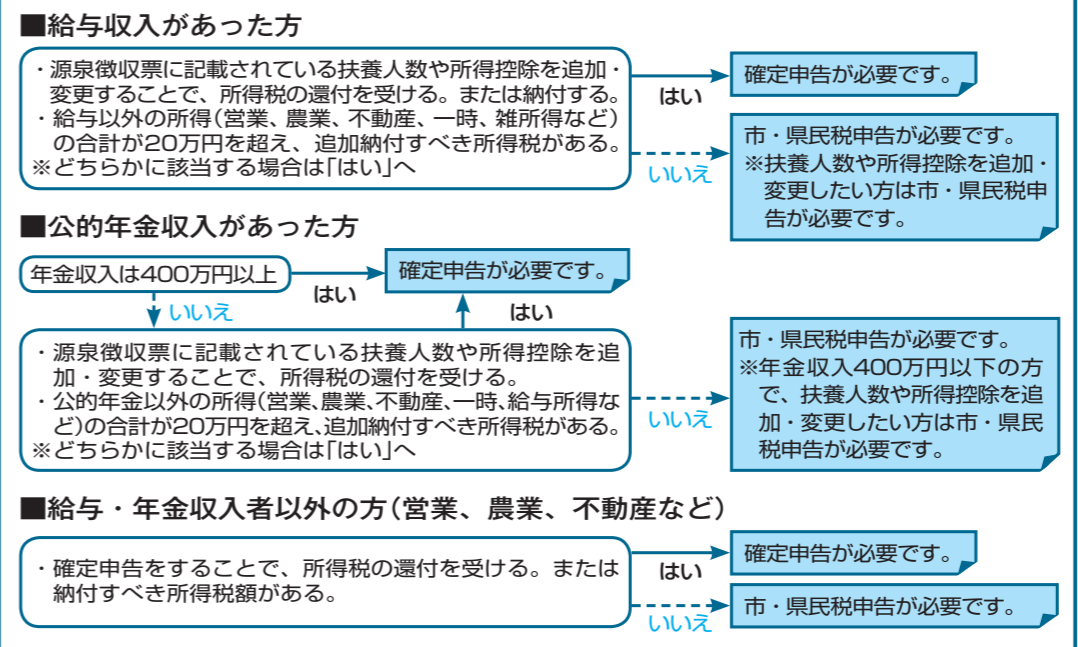 ■給与収入があった方
・源泉徴収票に記載されている扶養人数や所得控除を追加・
変更することで、所得税の還付を受ける。または納付する。
・給与以外の所得(営業、農業、不動産、一時、雑所得など)
の合計が20万円を超え、追加納付すべき所得税がある。
※どちらかに該当する場合は「はい」へ
はい
確定申告が必要です。
いいえ
市・県民税申告が必要です。
※扶養人数や所得控除を追加・
変更したい方は市・県民税申
告が必要です。
■公的年金収入があった方
年金収入は400万円以上
はい
確定申告が必要です。
いいえ
はい
・源泉徴収票に記載されている扶養人数や所得控除を追
加・変更することで、所得税の還付を受ける。
・公的年金以外の所得(営業、農業、不動産、一時、給与所得な
ど)の合計が20万円を超え、追加納付すべき所得税がある。
※どちらかに該当する場合は「はい」へ
いいえ
市・県民税申告が必要です。
※年金収入400万円以下の方
で、扶養人数や所得控除を追
加・変更したい方は市・県民
税申告が必要です。
■給与・年金収入者以外の方(営業、農業、不動産など)
・確定申告をすることで、所得税の還付を受ける。または
納付すべき所得税額がある。
はい
確定申告が必要です。
いいえ
市・県民税申告が必要です。